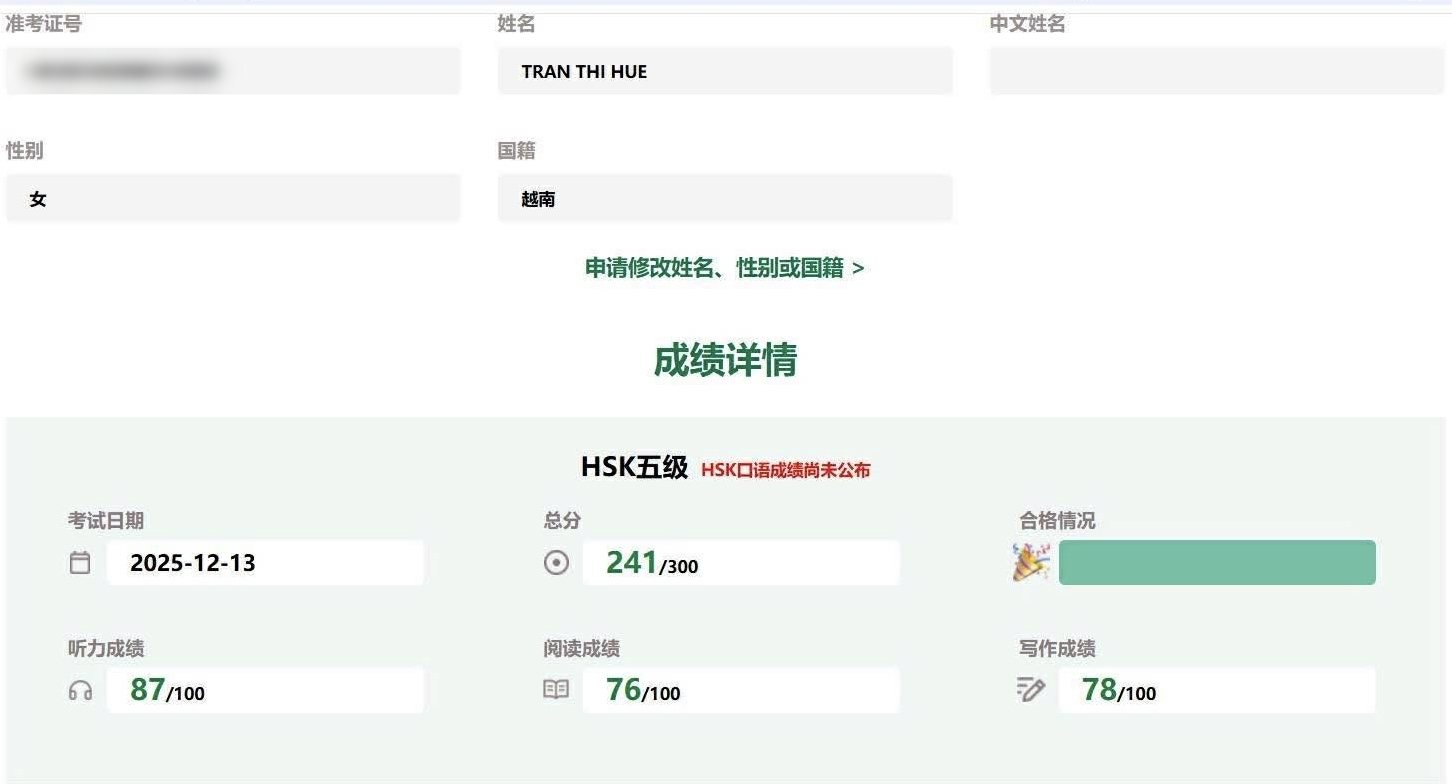 准考证号 姓名 中文姓名
TRAN THI HUE
性别 国籍
女 越南
申请修改姓名、性别或国籍 >
成绩详情
HSK五级 HSK口语成绩尚未公布
考试日期 总分 合格情况
2025-12-13 241/300
听力成绩 阅读成绩 写作成绩
87/100 76/100 78/100